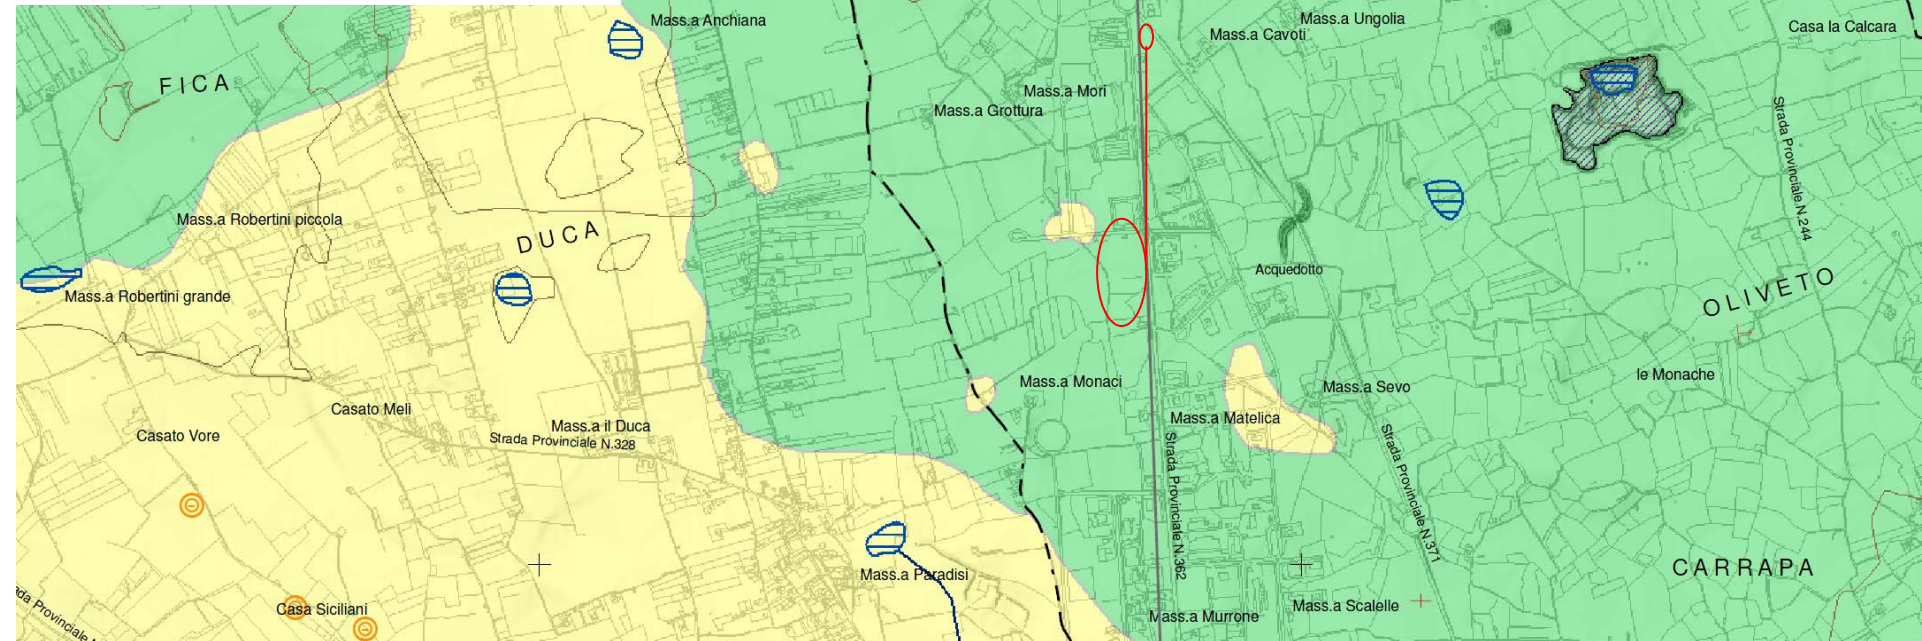 Mass.a Anchiana
Mass.a Ungolia
Casa la Calcara
Mass.a Cavoti
FICA
Mass.a Mori
Mass.a Grottura
Strada Provinciale N.244
Mass.a Robertini piccola
DUCA
Acquedotto
Mass.a Robertini grande
OLIVETO
le Monache
Mass.a Monaci
Mass.a Sevo
Casato Meli
Mass.a Matelica
Mass.a il Duca
Casato Vore
Strada Provinciale N.328
Strada Provinciale N.371
Strada Provinciale N.362
CARRAPA
Mass.a Paradisi
Mass.a Scalelle
Casa Siciliani
Mass.a Murrone
da Provinciale N